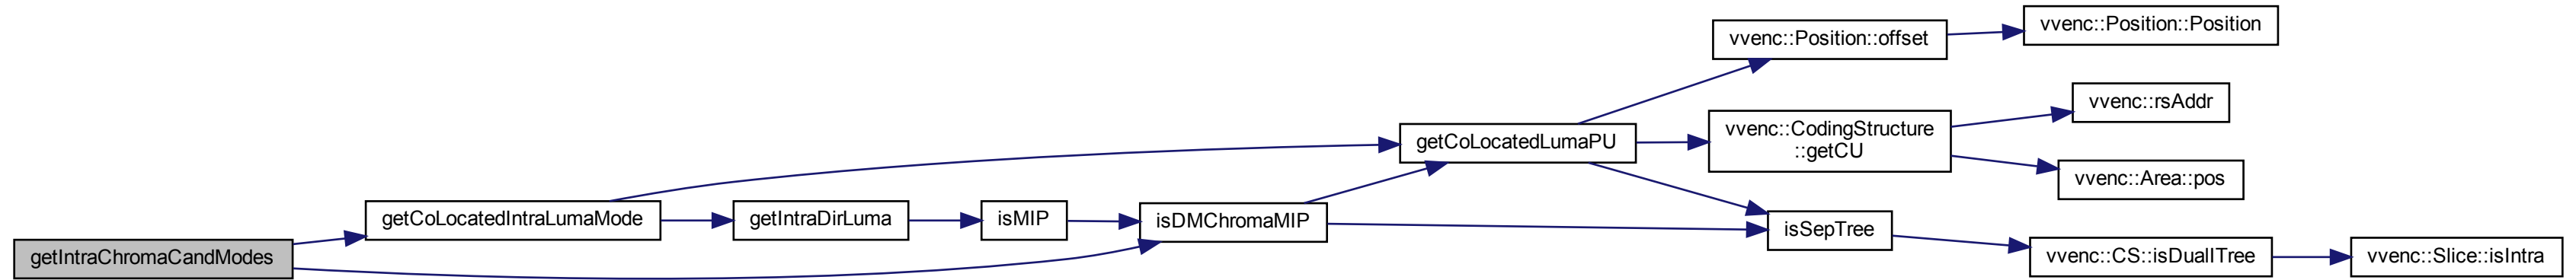 getIntraChromaCandModes
getCoLocatedIntraLumaMode
getIntraDirLuma
isMIP
isDMChromaMIP
getCoLocatedLumaPU
vvenc::Position::offset
vvenc::Position::Position
vvenc::CodingStructure
::getCU
vvenc::rsAddr
vvenc::Area::pos
isSepTree
vvenc::CS::isDualITree
vvenc::Slice::isIntra